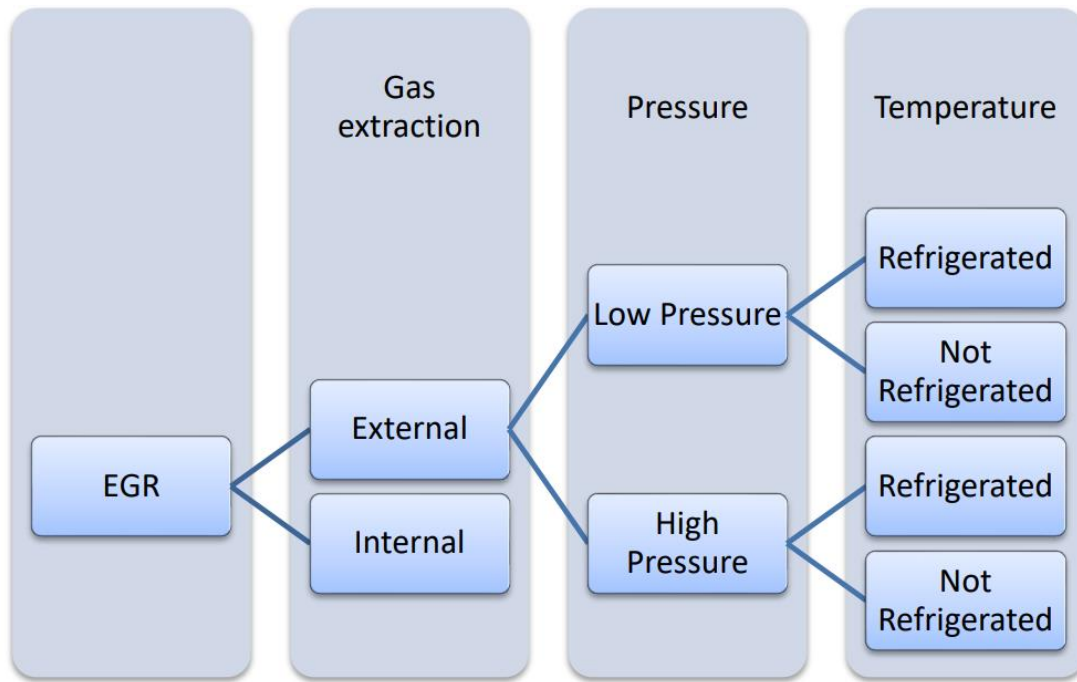 Gas
extraction
Pressure
Temperature
EGR
External
Internal
Low Pressure
High
Pressure
Refrigerated
Not
Refrigerated
Refrigerated
Not
Refrigerated